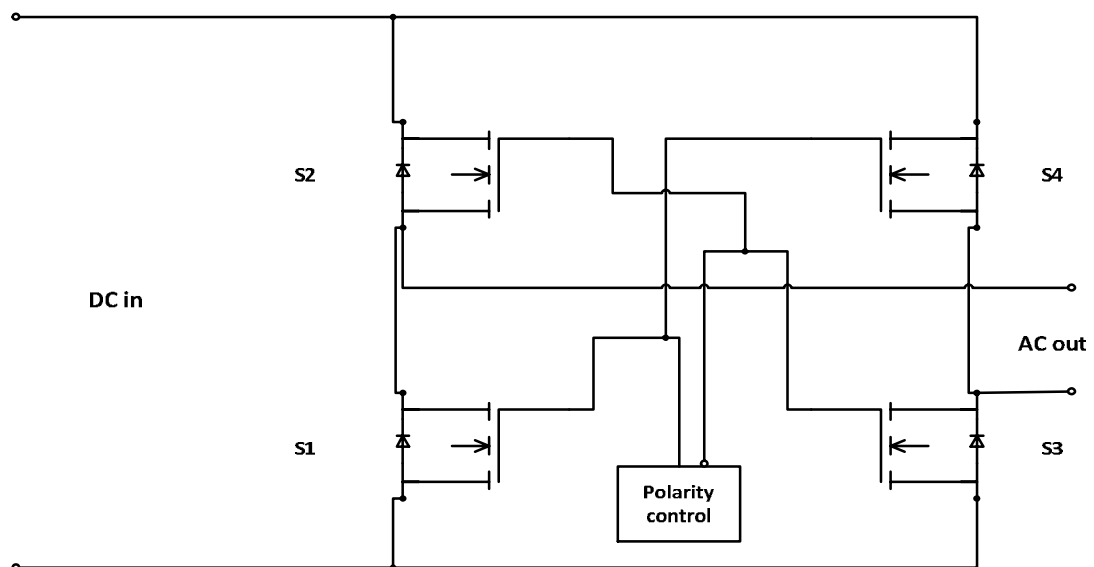 S2
S4
DC in
AC out
S1
S3
Polarity
control